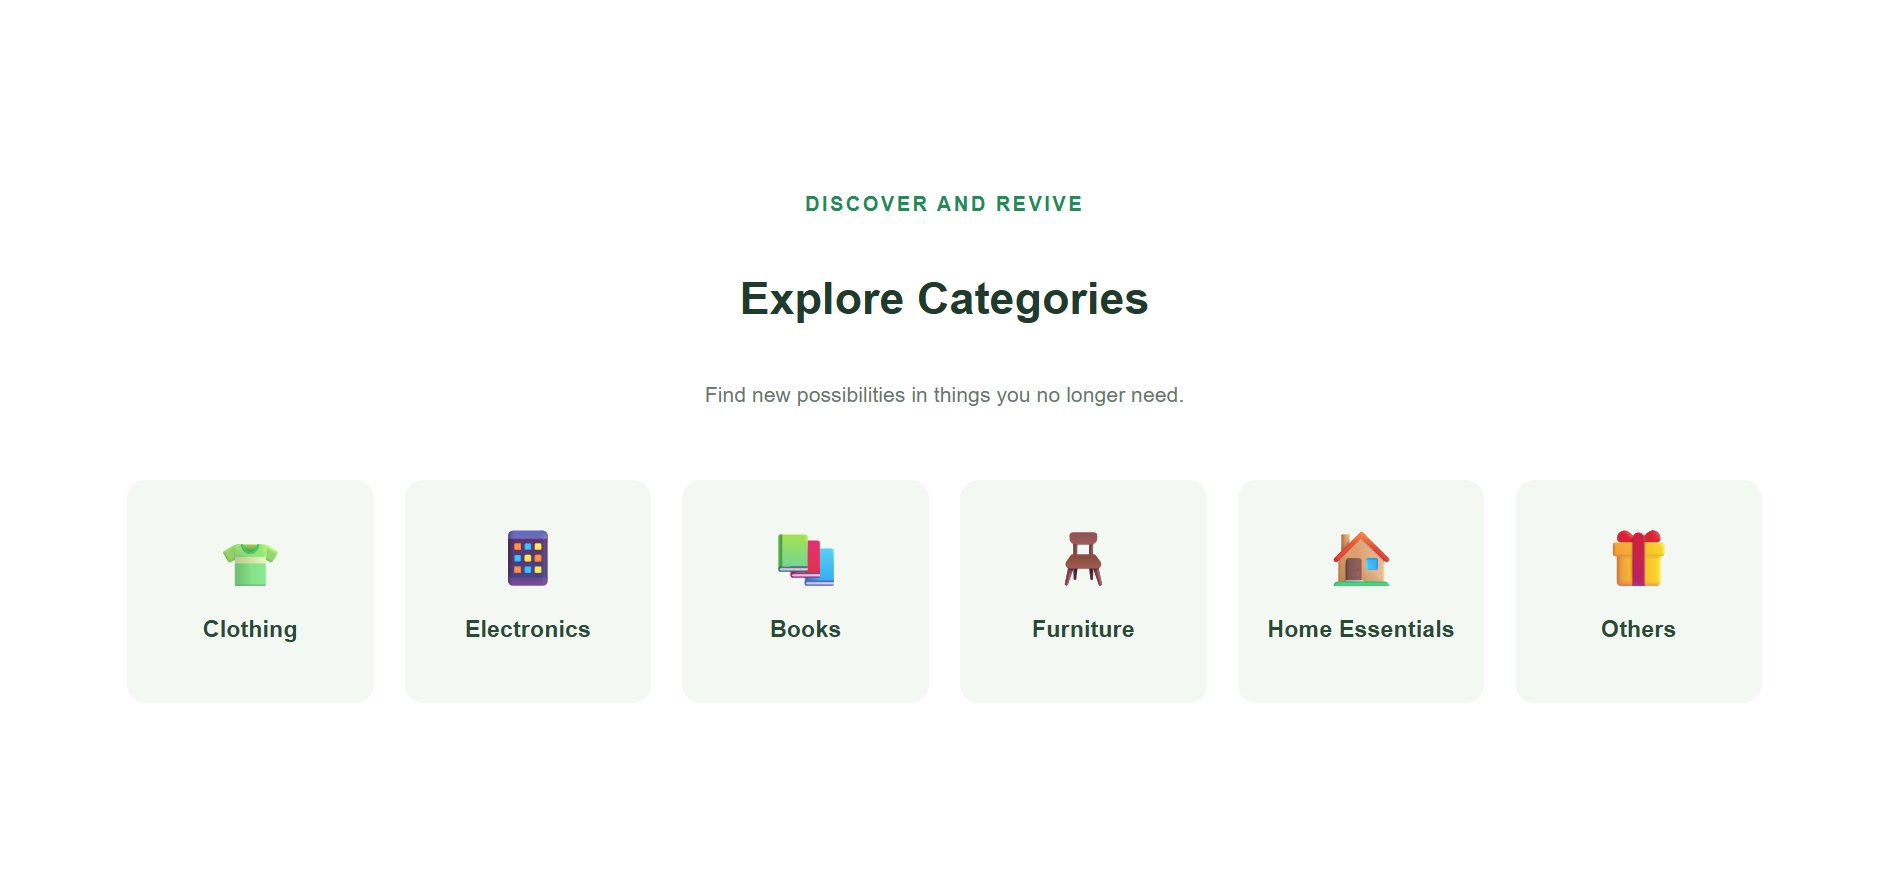 DISCOVER AND REVIVE
Explore Categories
Find new possibilities in things you no longer need.
Clothing
Electronics
Books
Furniture
Home Essentials
Others